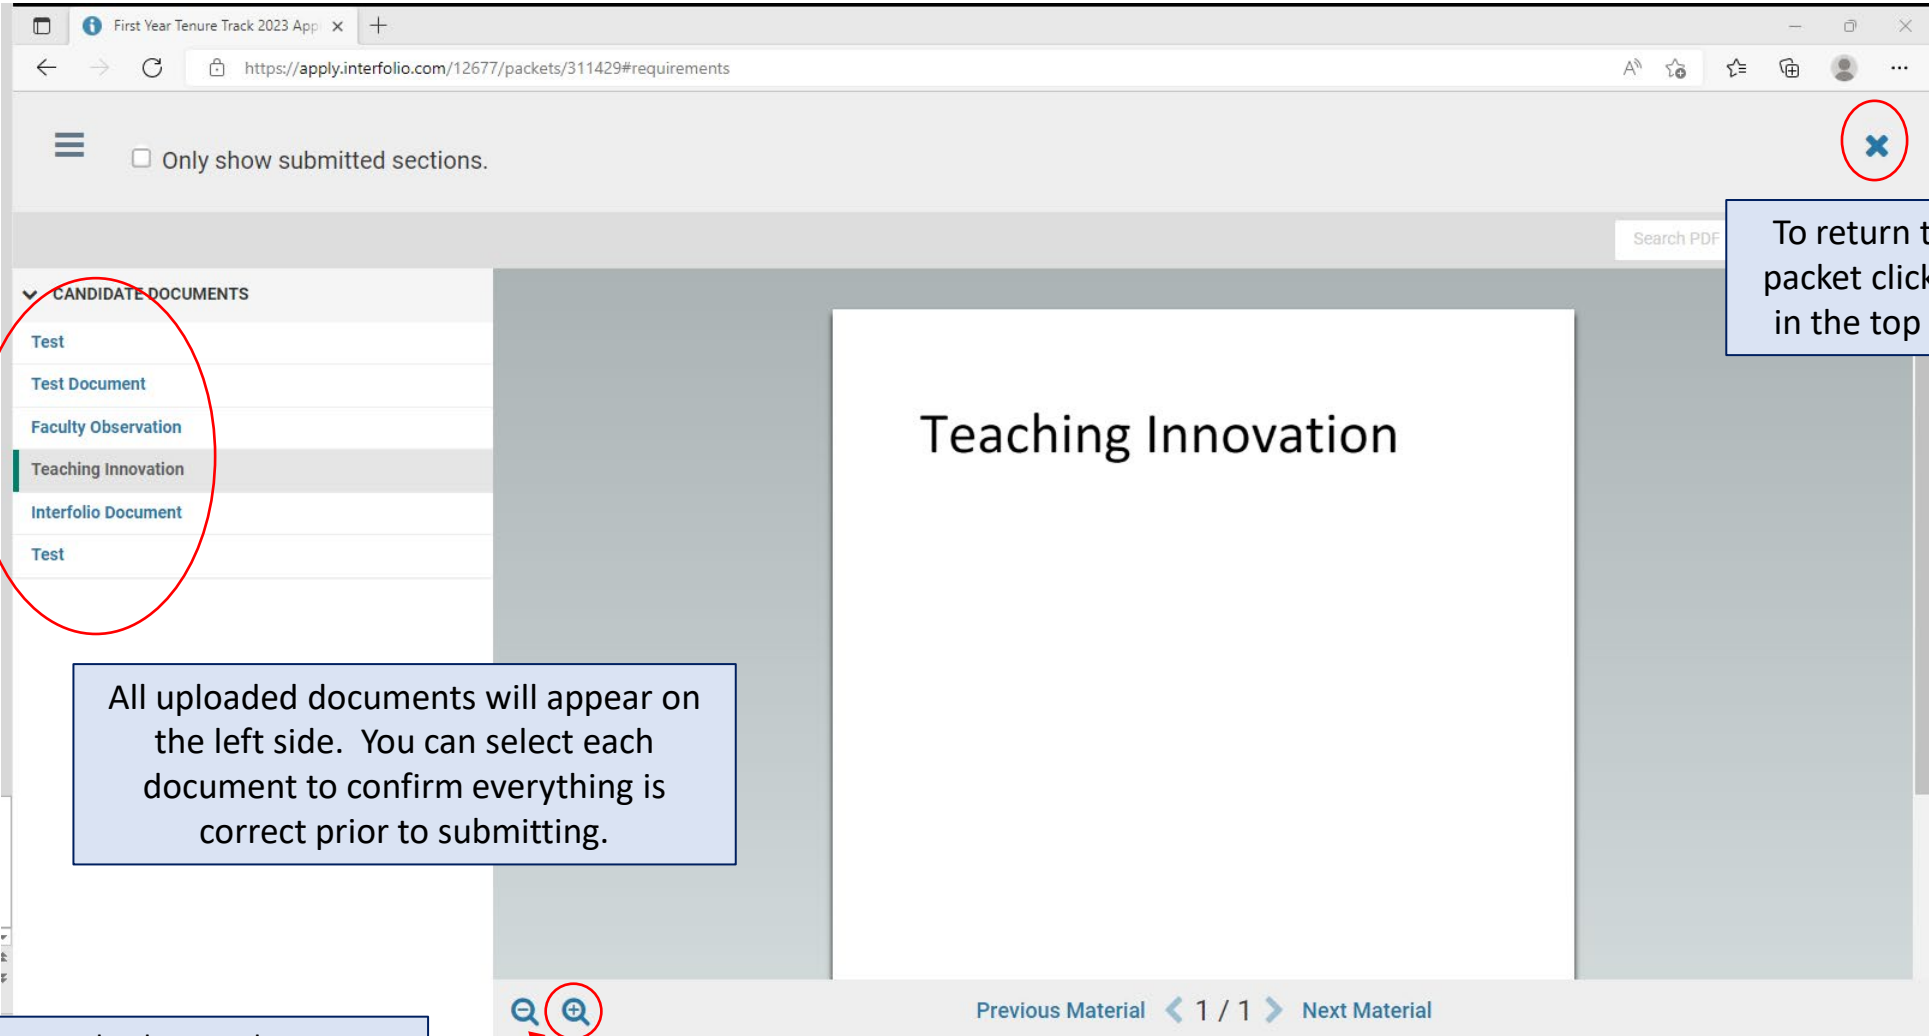 First Year Tenure Track 2023 App
https://apply.interfolio.com/12677/packets/311429#requirements
Only show submitted sections.
Search PDF
To return t
packet click
in the top
CANDIDATE DOCUMENTS
Test
Test Document
Faculty Observation
Teaching Innovation
Interfolio Document
Test
Teaching Innovation
All uploaded documents will appear on
the left side. You can select each
document to confirm everything is
correct prior to submitting.
Previous Material 1 / 1 Next Material